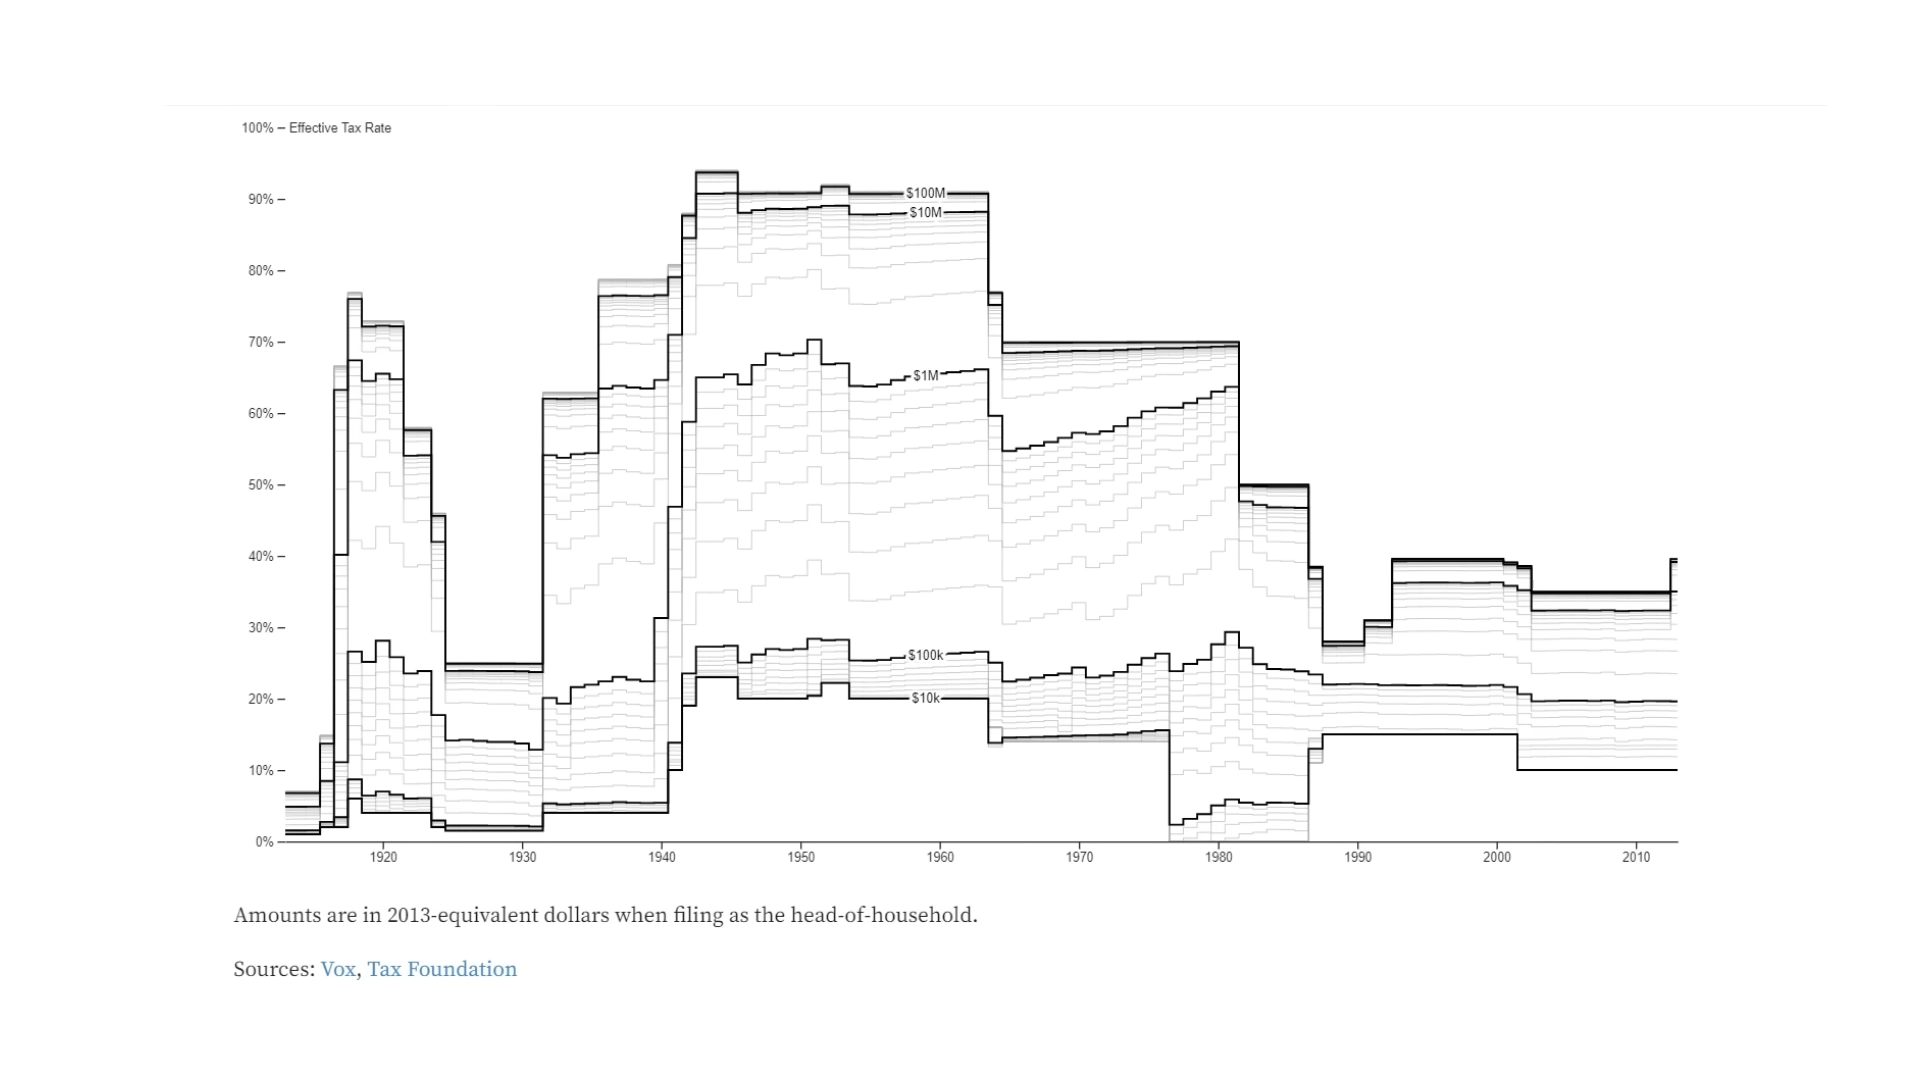 100% – Effective Tax Rate
90% –
80% –
70% –
60% –
50% –
40% –
30% –
20% –
10% –
0% –
$100M
$10M
$1M
$100k
$10k
1920 1930 1940 1950 1960 1970 1980 1990 2000 2010
Amounts are in 2013-equivalent dollars when filing as the head-of-household.
Sources: Vox, Tax Foundation